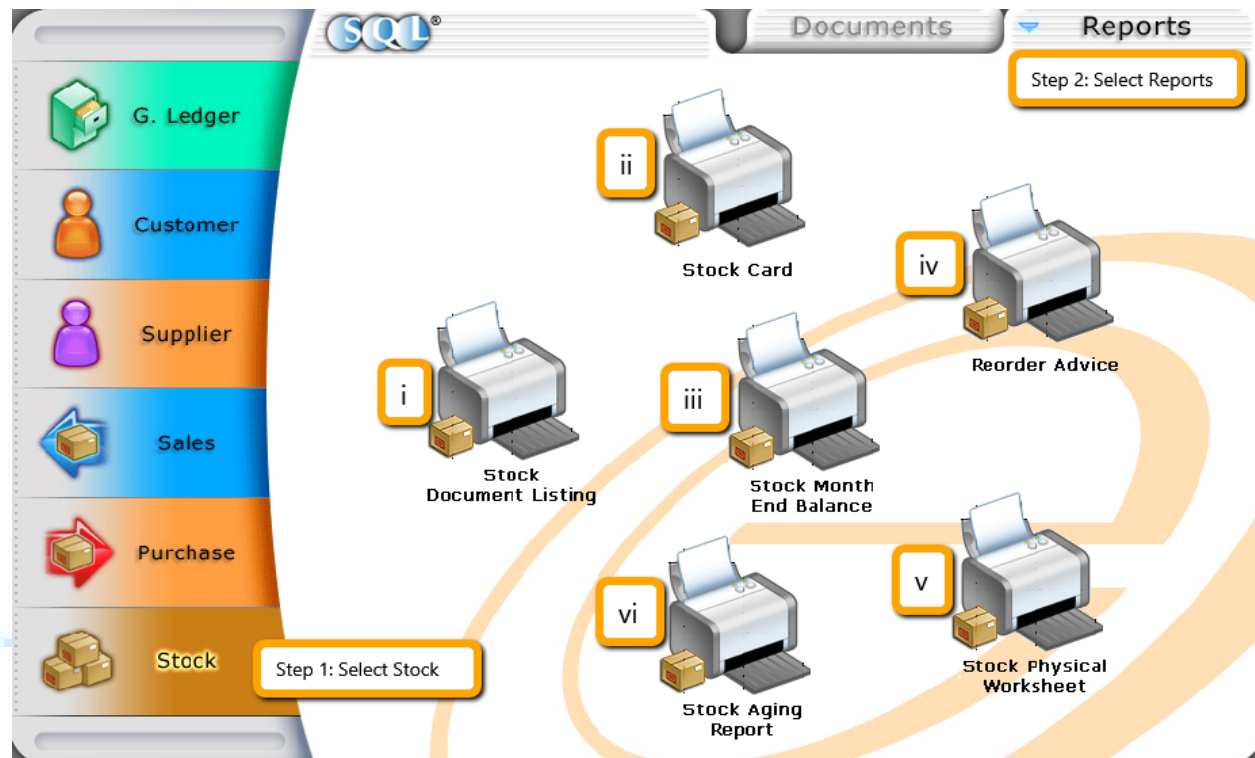 SQL®
Documents
Reports
Step 2: Select Reports
G. Ledger
Customer
Supplier
Sales
Purchase
Stock
Step 1: Select Stock
ii
Stock Card
iv
Reorder Advice
i
Stock
Document Listing
iii
Stock Month
End Balance
v
Stock Physical
Worksheet
vi
Stock Aging
Report